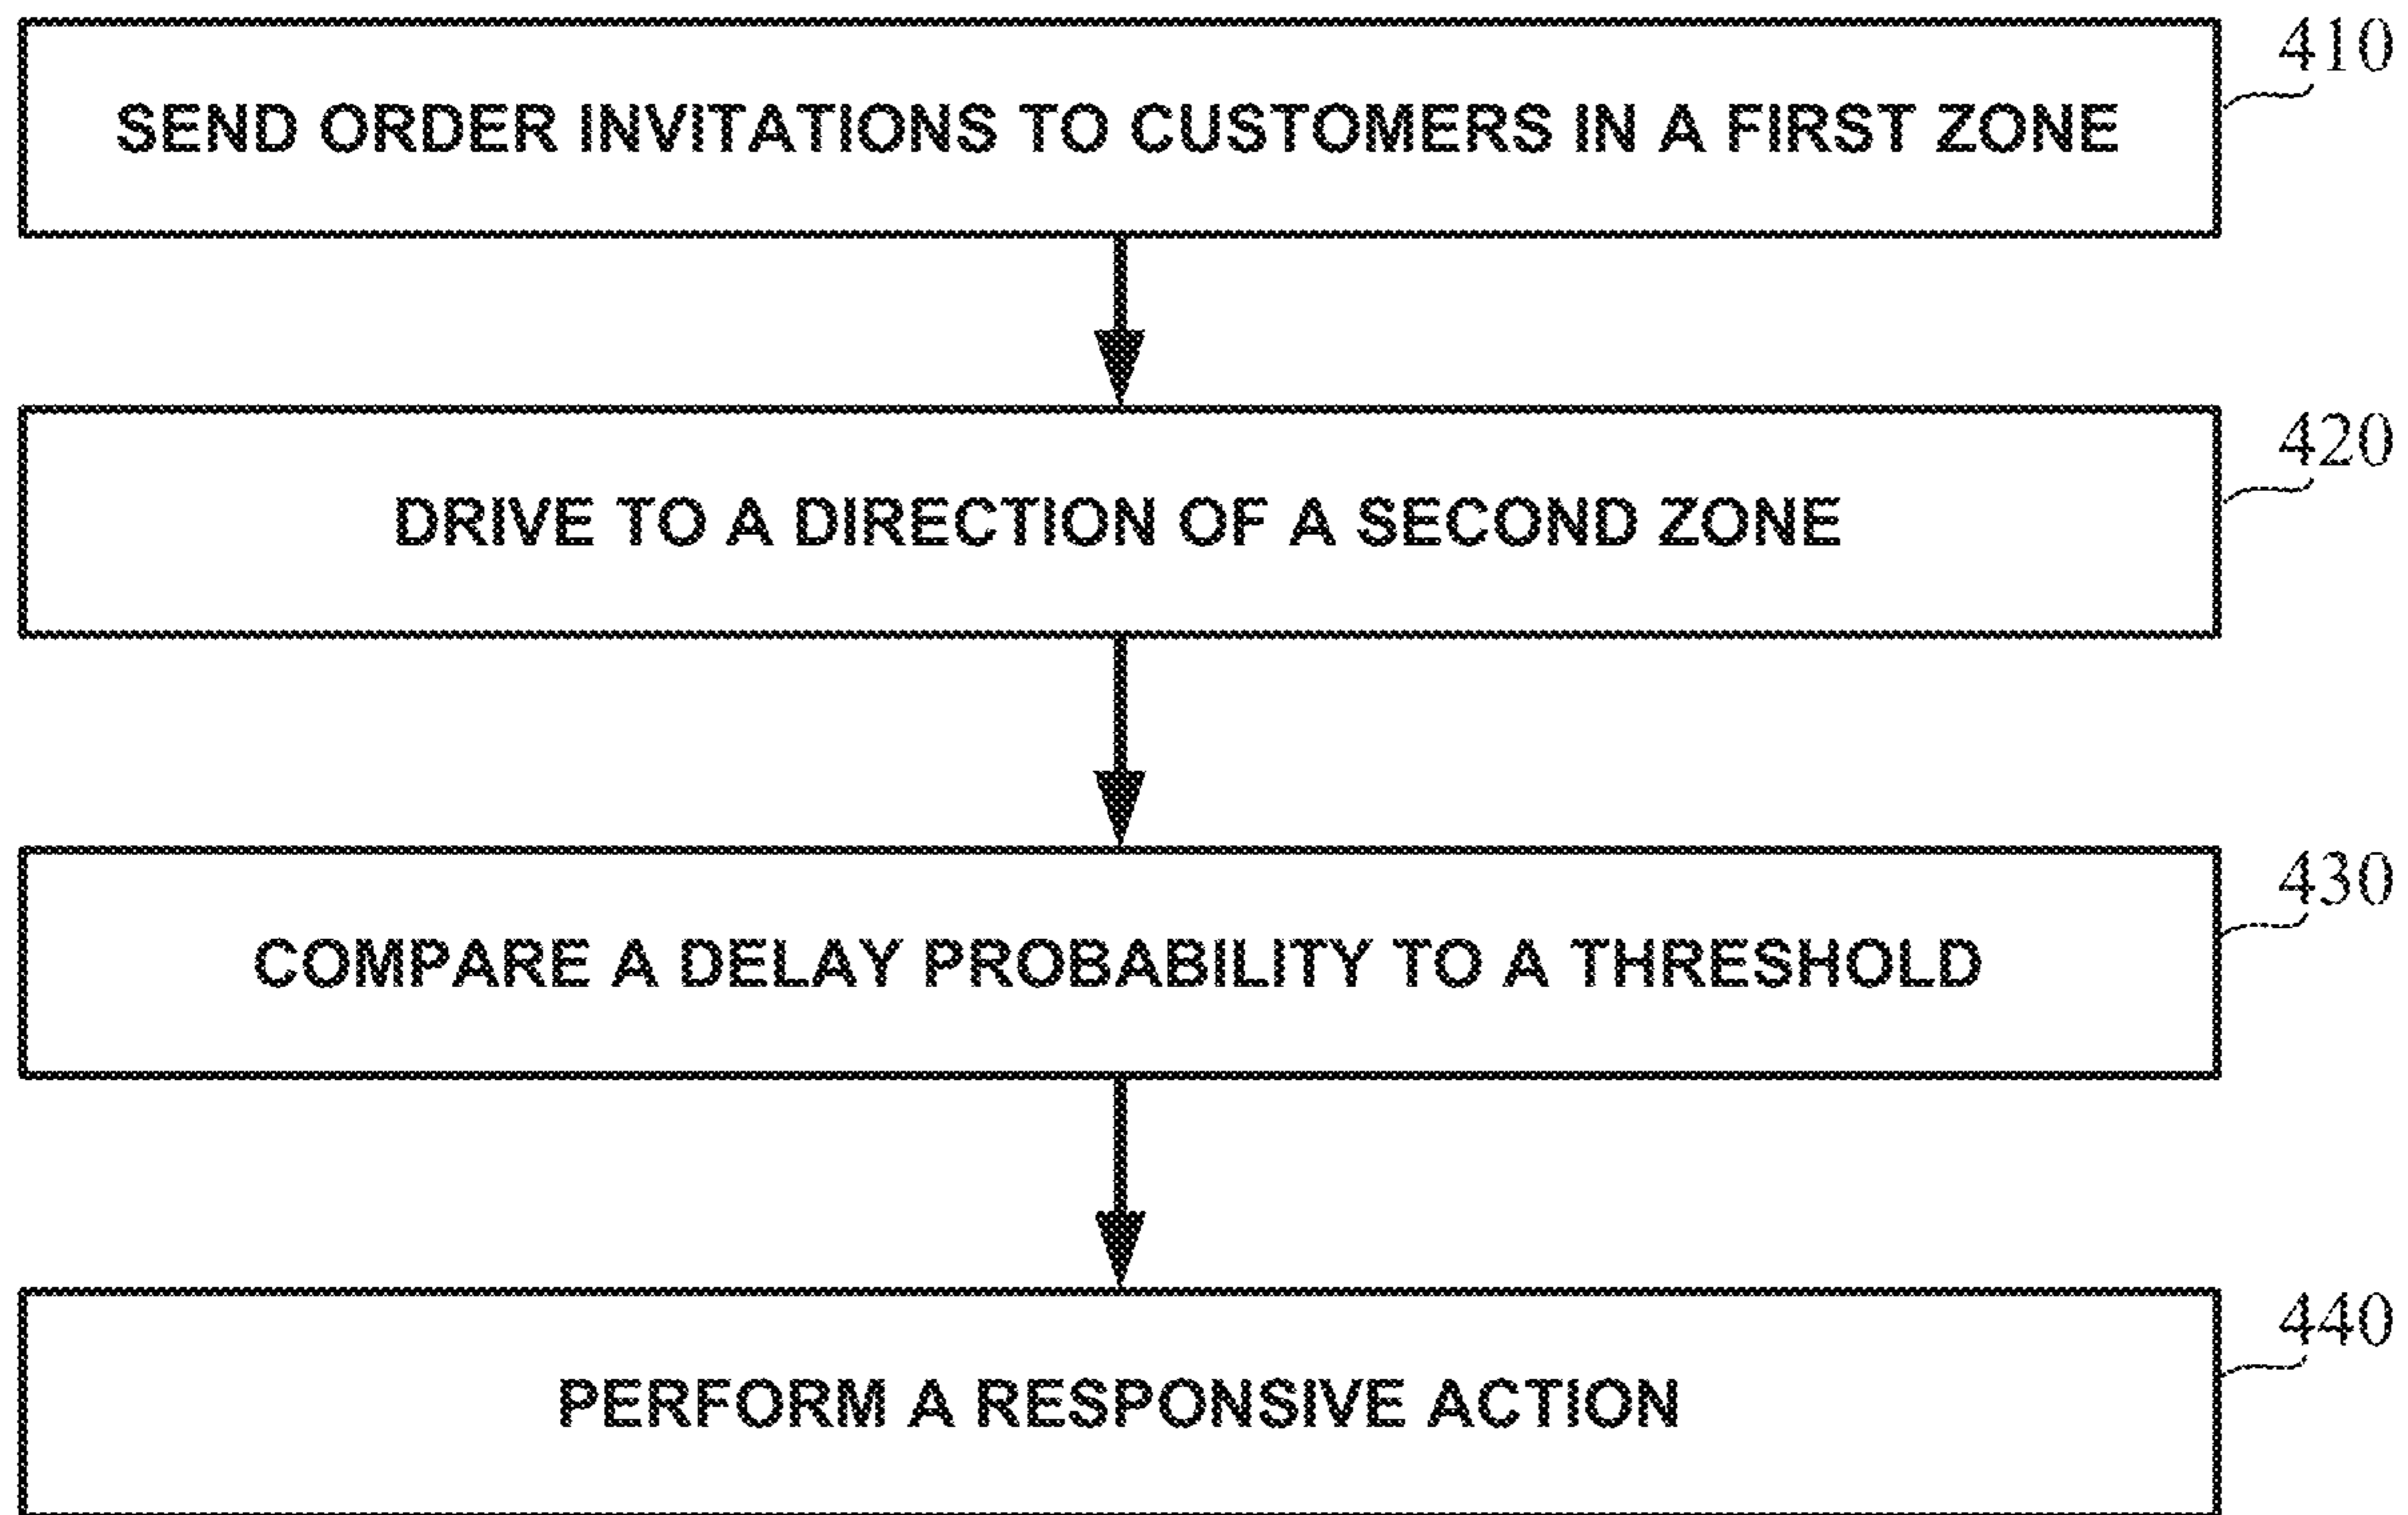 410
SEND ORDER INVITATIONS TO CUSTOMERS IN A FIRST ZONE
420
DRIVE TO A DIRECTION OF A SECOND ZONE
430
COMPARE A DELAY PROBABILITY TO A THRESHOLD
440
PERFORM A RESPONSIVE ACTION